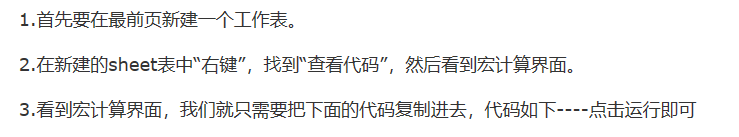 1.首先要在最前页新建一个工作表。
2.在新建的sheet表中“右键”，找到“查看代码”，然后看到宏计算界面。
3.看到宏计算界面，我们就只需要把下面的代码复制进去，代码如下----点击运行即可